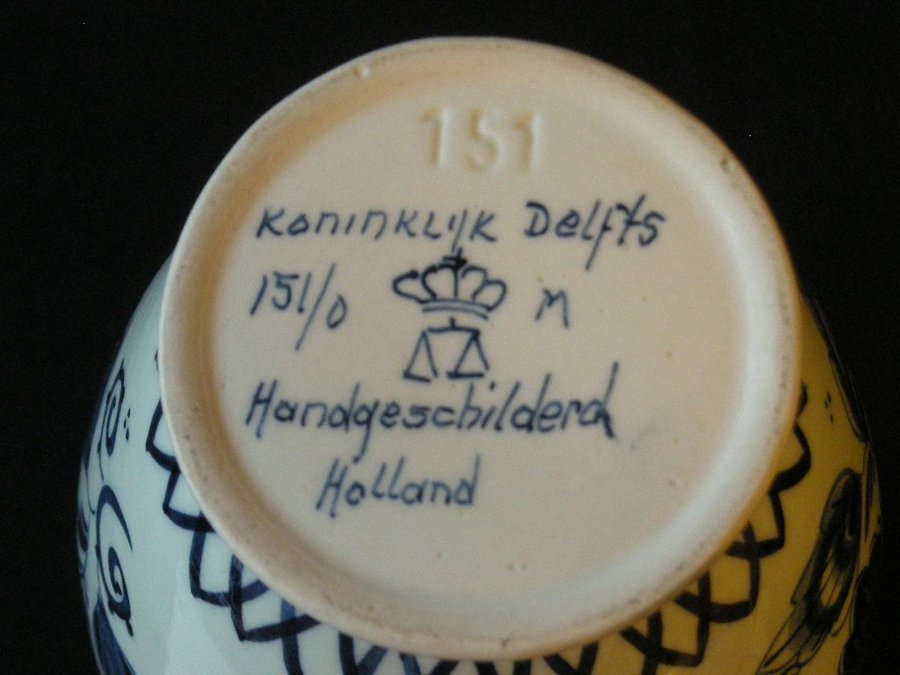 151
Koninklijk Delfts
151/0 M
Handgeschilderd
Holland